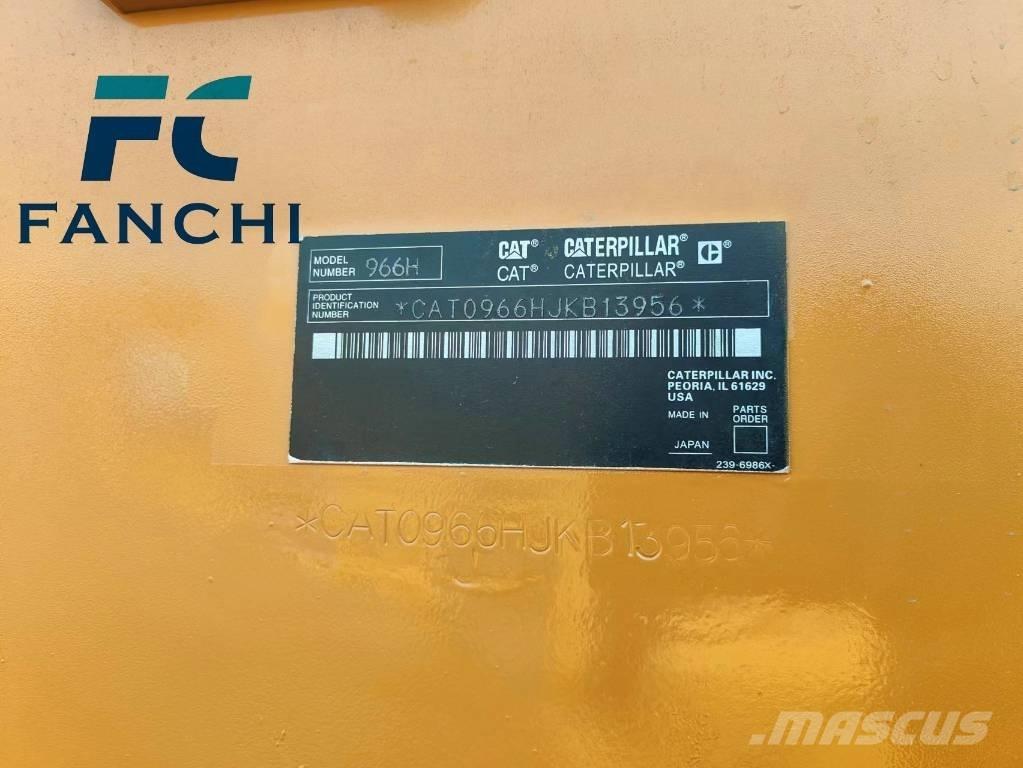 FC
FANCHI
MODEL NUMBER 966H
CAT® CATERPILLAR®
CAT® CATERPILLAR® C®
PRODUCT IDENTIFICATION NUMBER *CAT0966HJKB13956*
CATERPILLAR INC.
PEORIA, IL 61629
USA
MADE IN
JAPAN
PARTS
ORDER
239-6986X-
*CAT0966HJKB13956*
MASCUS